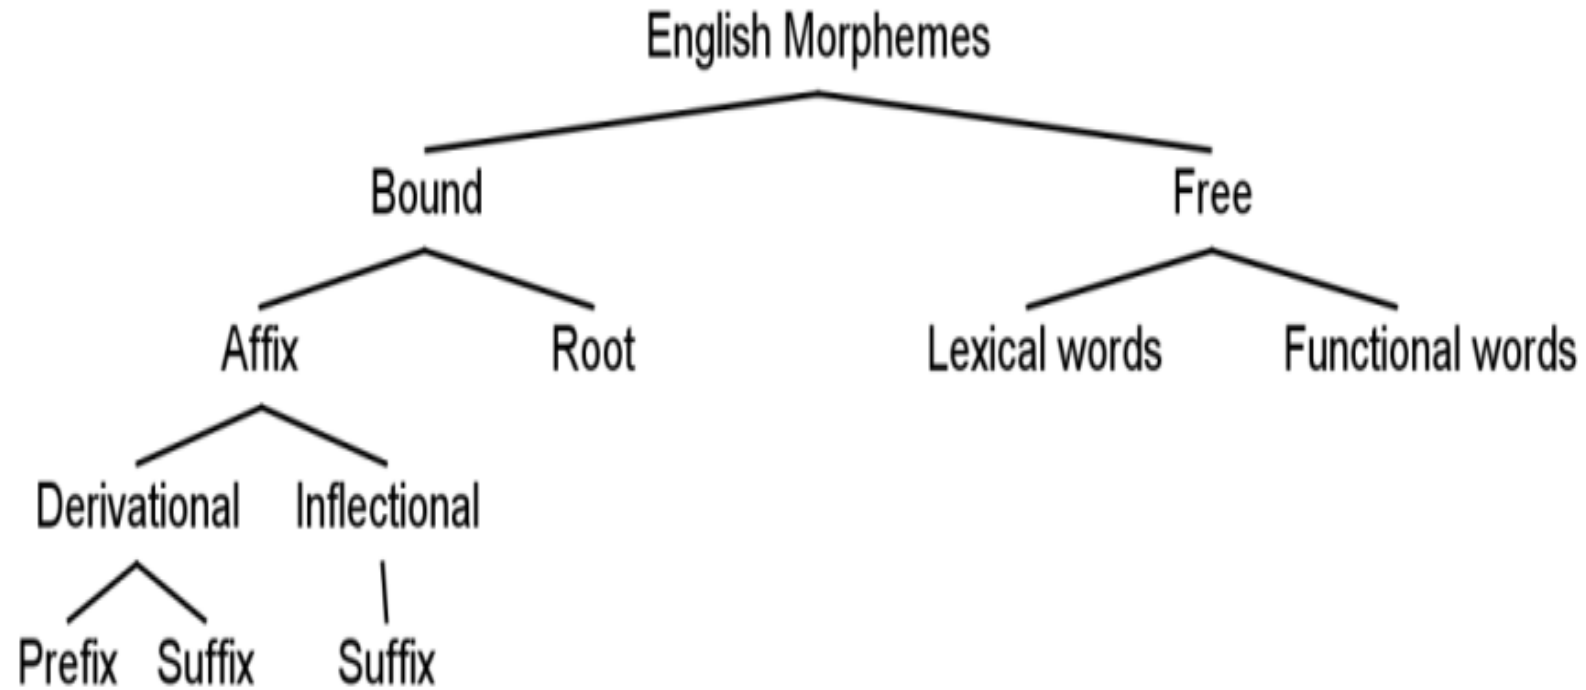 English Morphemes
Bound Free
Affix Root Lexical words Functional words
Derivational Inflectional
Prefix Suffix Suffix